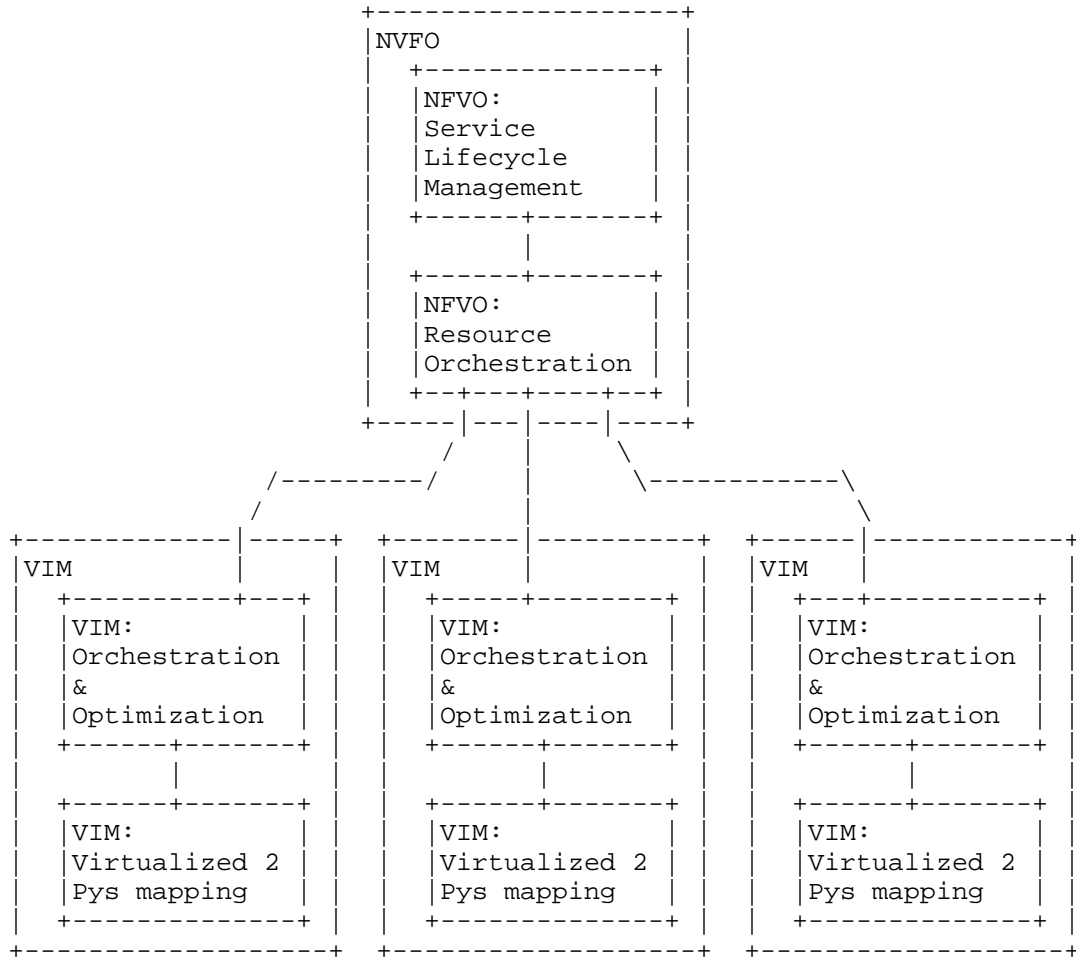 NVFO
NFVO:
Service
Lifecycle
Management
NFVO:
Resource
Orchestration
VIM
VIM:
Orchestration
&
Optimization
VIM:
Virtualized 2
Pys mapping
VIM
VIM:
Orchestration
&
Optimization
VIM:
Virtualized 2
Pys mapping
VIM
VIM:
Orchestration
&
Optimization
VIM:
Virtualized 2
Pys mapping